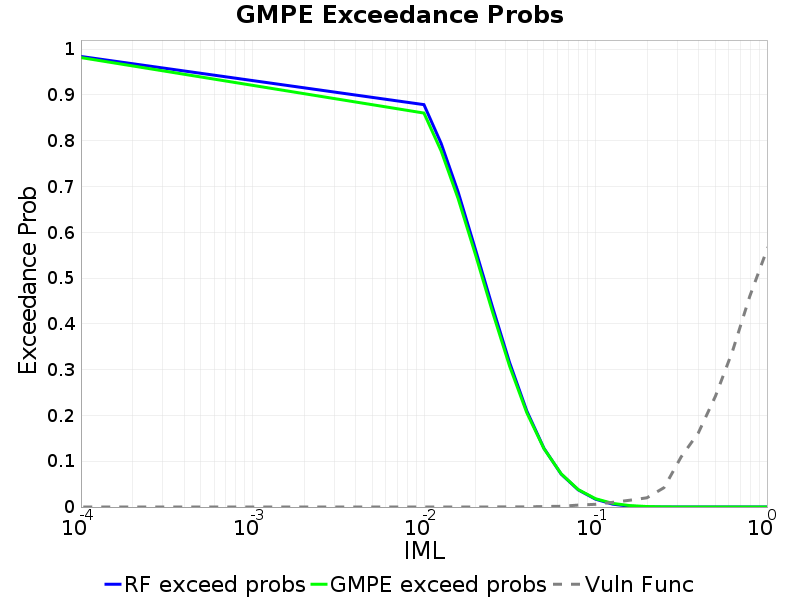 GMPE Exceedance Probs
Exceedance Prob
1
0.9
0.8
0.7
0.6
0.5
0.4
0.3
0.2
0.1
0
10^-4 10^-3 10^-2 10^-1 10^0
IML
RF exceed probs GMPE exceed probs Vuln Func